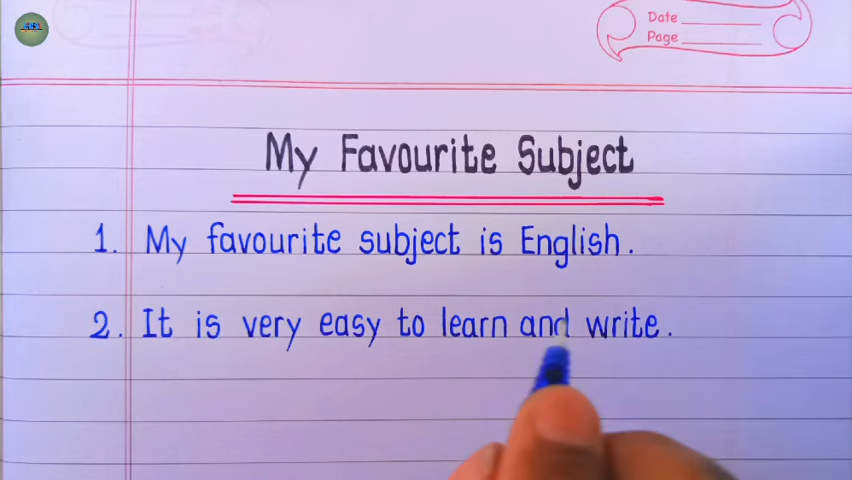 Date
Page
My Favourite Subject
1. My favourite subject is English.
2. It is very easy to learn and write.